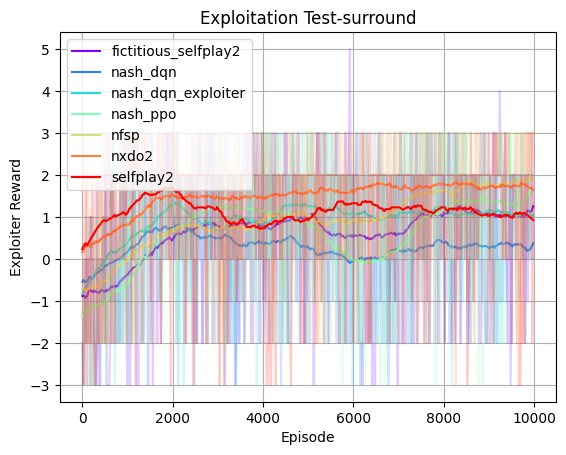 Exploitation Test-surround
fictitious_selfplay2
nash_dqn
nash_dqn_exploiter
nash_ppo
nfsp
nxdo2
selfplay2
Exploiter Reward
5
4
3
2
1
0
−1
−2
−3
0
2000
4000
6000
8000
10000
Episode